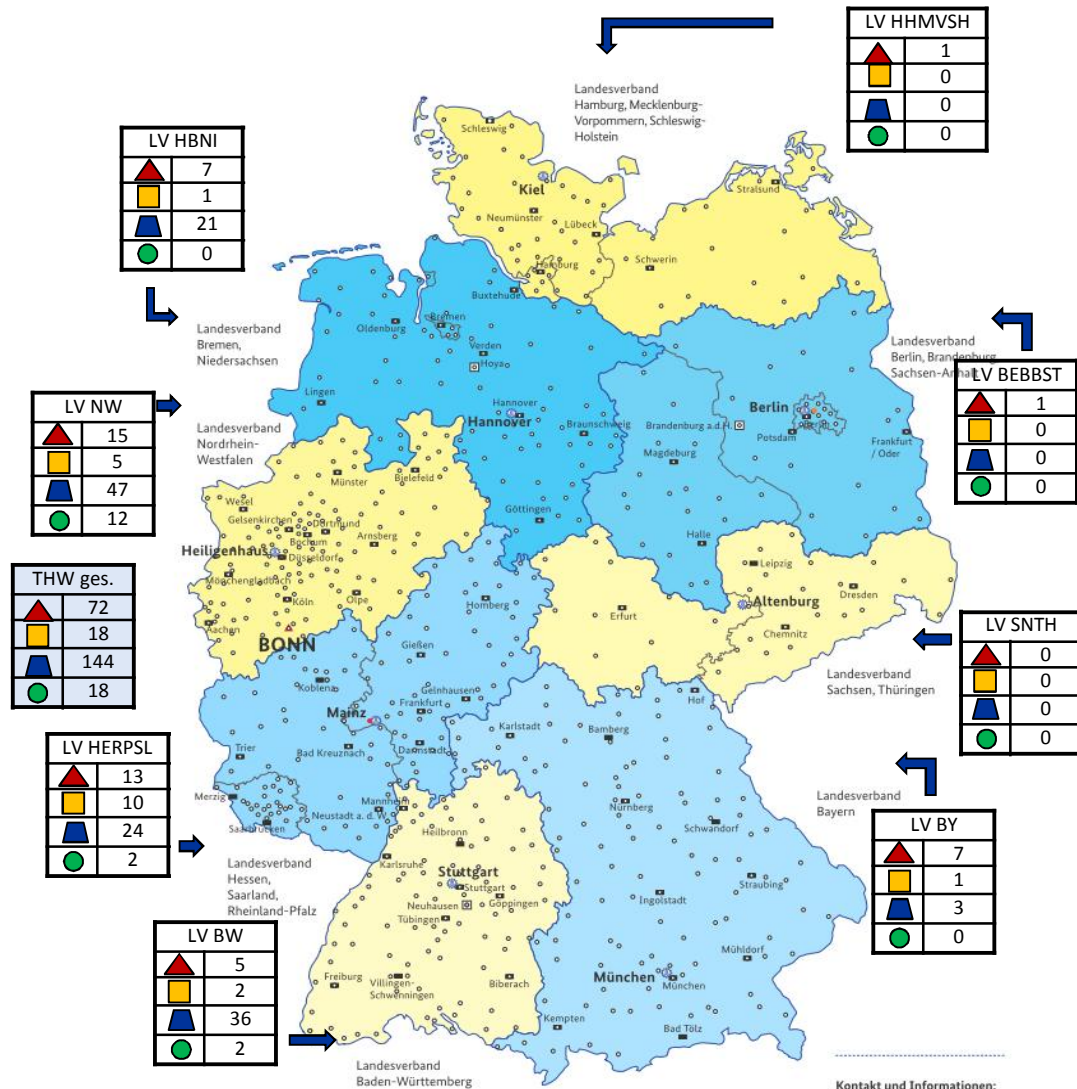 LV HHMVSH
1
0
0
0
Landesverband
Hamburg, Mecklenburg-
Vorpommern, Schleswig-
Holstein
LV HBNI
7
1
21
0
Schleswig
Kiel
Stralsund
Neumünster
Lübeck
Hamburg
Schwerin
Buxtehude
Bremen
Oldenburg
Verden
Hoya
Landesverband
Bremen,
Niedersachsen
Landesverband
Berlin, Brandenburg
Sachsen-Anhalt
LV BEBBST
1
0
0
0
LV NW
15
5
47
12
Landesverband
Nordrhein-
Westfalen
Lingen
Hannover
Hannover
Braunschweig
Berlin
Brandenburg a.d.H.
Potsdam
Frankfurt
/ Oder
Magdeburg
Münster
Bielefeld
Wesel
Gelsenkirchen
Dortmund
Bochum
Arnsberg
Göttingen
Halle
Heiligenhaus
Düsseldorf
Mönchengladbach
Köln
Olpe
Aachen
BONN
Leipzig
Altenburg
Dresden
Chemnitz
Erfurt
Homberg
THW ges.
72
18
144
18
LV SNTH
0
0
0
0
Landesverband
Sachsen, Thüringen
Gießen
Koblenz
Gelnhausen
Frankfurt
Mainz
Hof
Karlstadt
Bamberg
Trier
Bad Kreuznach
Darmstadt
LV HERPSL
13
10
24
2
Merzig
Saarbrücken
Neustadt a. d. W.
Mannheim
Nürnberg
Schwandorf
Landesverband
Bayern
LV BY
7
1
3
0
Landesverband
Hessen,
Saarland,
Rheinland-Pfalz
Heilbronn
Karlsruhe
Stuttgart
Stuttgart
Neuhausen
Göppingen
Tübingen
Ingolstadt
Straubing
LV BW
5
2
36
2
Mühldorf
Freiburg
Villingen-
Schwenningen
Biberach
München
München
Kempten
Bad Tölz
Landesverband
Baden-Württemberg
Kontakt und Informationen: